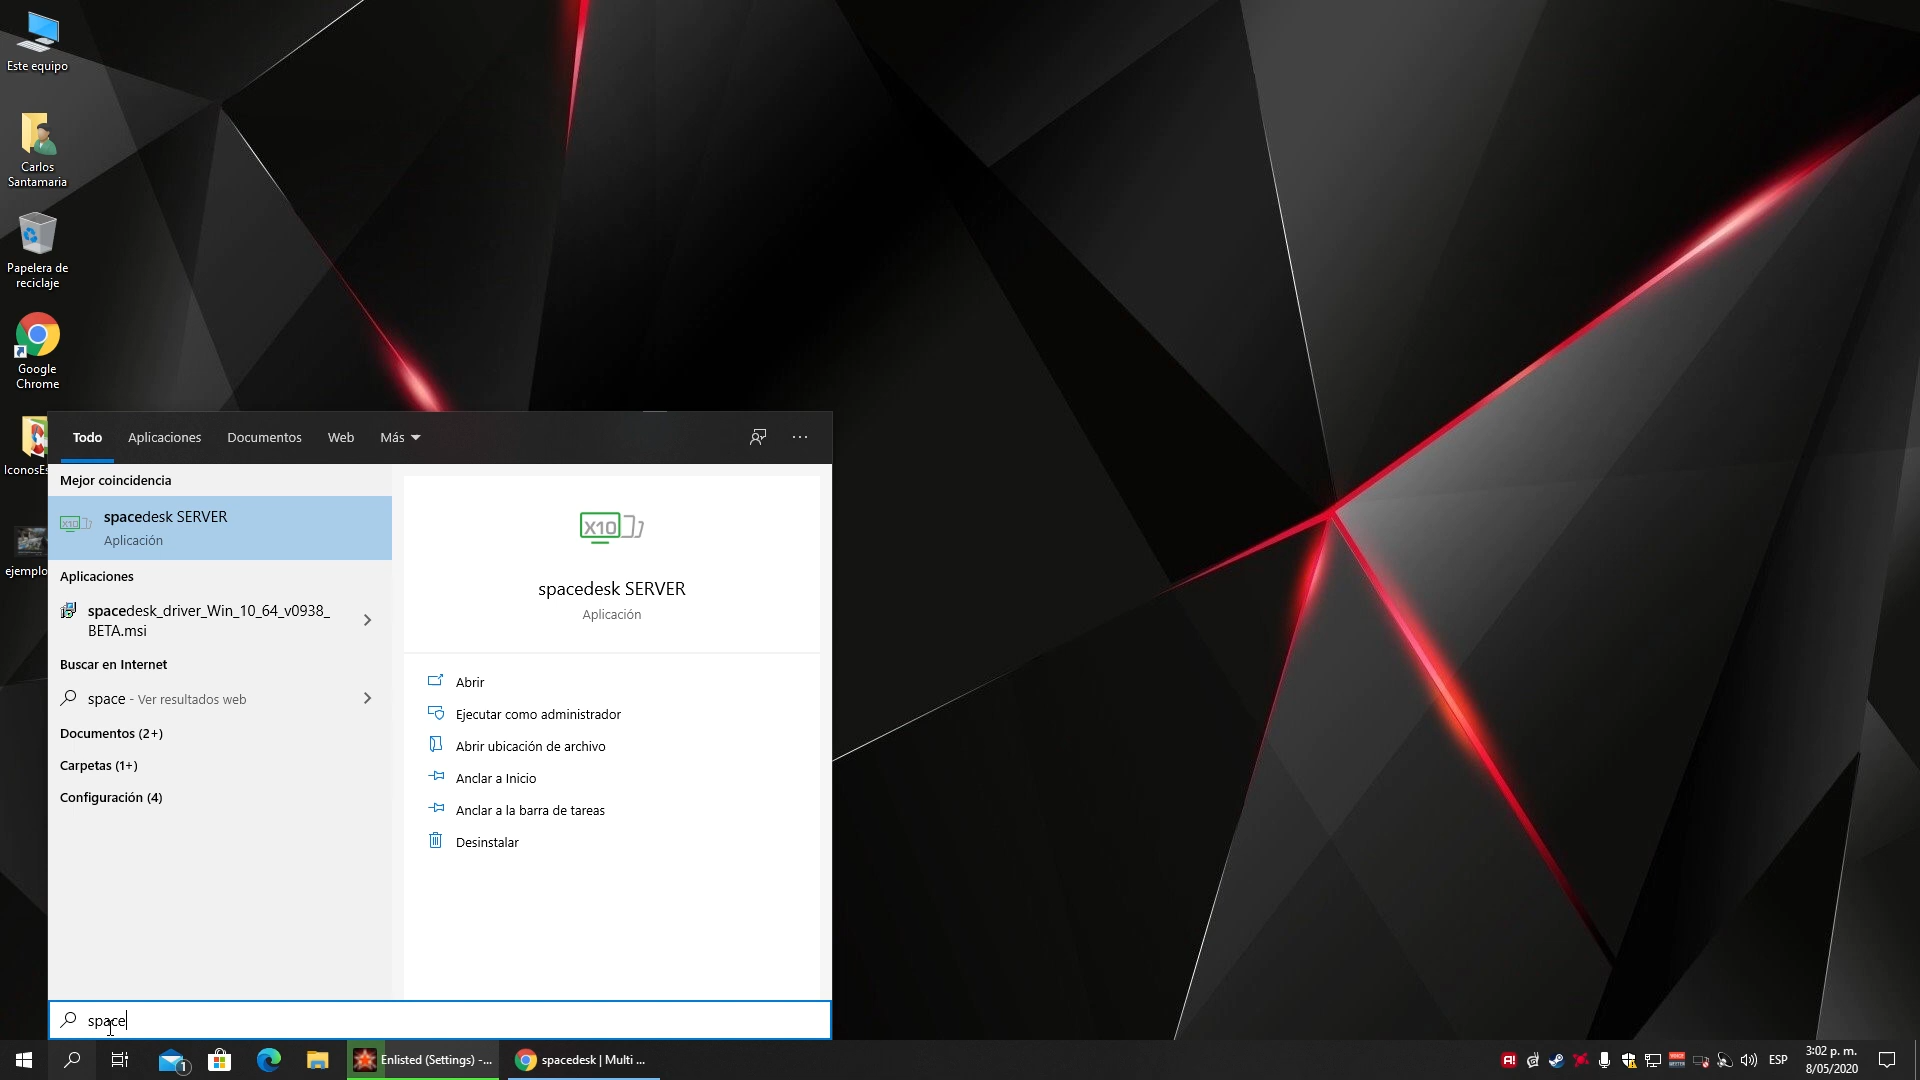 Este equipo
Carlos
Santamaria
Papelera de
reciclaje
Google
Chrome
IconosEs
ejemplo
Todo
Aplicaciones
Documentos
Web
Más
Mejor coincidencia
spacedesk SERVER
Aplicación
Aplicaciones
spacedesk_driver_Win_10_64_v0938_
BETA.msi
Buscar en Internet
space - Ver resultados web
Documentos (2+)
Carpetas (1+)
Configuración (4)
X10
spacedesk SERVER
Aplicación
Abrir
Ejecutar como administrador
Abrir ubicación de archivo
Anclar a Inicio
Anclar a la barra de tareas
Desinstalar
space
1
Enlisted (Settings) -...
spacedesk | Multi ...
ESP
3:02 p. m.
8/05/2020